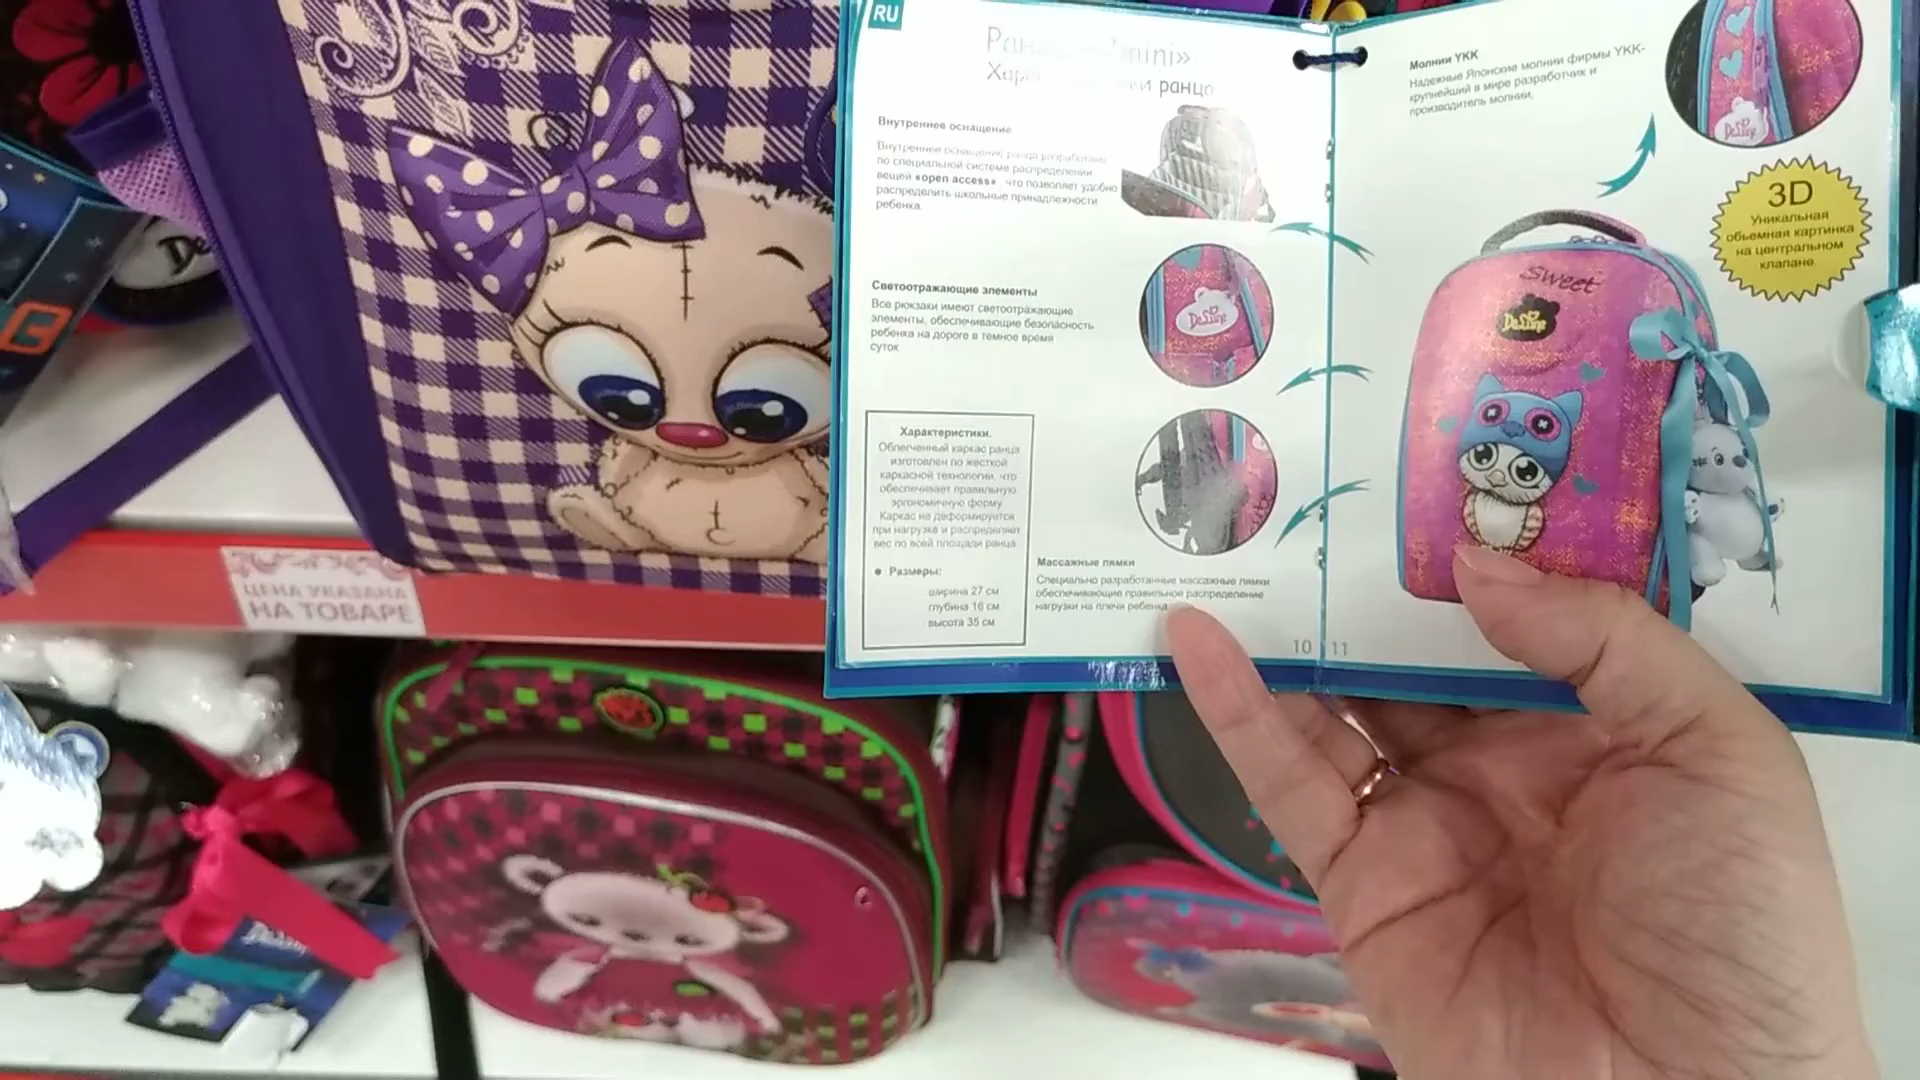 RU
mini»
ранца
Внутреннее оснащение
Внутреннее оснащение ранца разработано
по специальной системе распределения
вещей «open access» что позволяет удобно
распределить школьные принадлежности
ребенка.
Светоотражающие элементы
Все рюкзаки имеют светоотражающие
элементы, обеспечивающие безопасность
ребенка на дороге в темное время
суток
Характеристики.
Облегченный каркас ранца
изготовлен по жесткой
каркасной технологии, что
обеспечивает правильную
эргономичную форму
Каркас не деформируется
при нагрузке и распределяет
вес по всей площади ранца
• Размеры:
ширина 27 см
глубина 16 см
высота 35 см
Массажные лямки
Специально разработанные массажные лямки
обеспечивающие правильное распределение
нагрузки на плечи ребенка
10
DeLune
Молнии YKK
Надежные Японские молнии фирмы YKK-
крупнейший в мире разработчик и
производитель молнии,
DeLune
3D
Уникальная
обьемная картинка
на центральном
клапане.
Sweet
DeLune
11
ЦЕНА УКАЗАНА
НА ТОВАРЕ